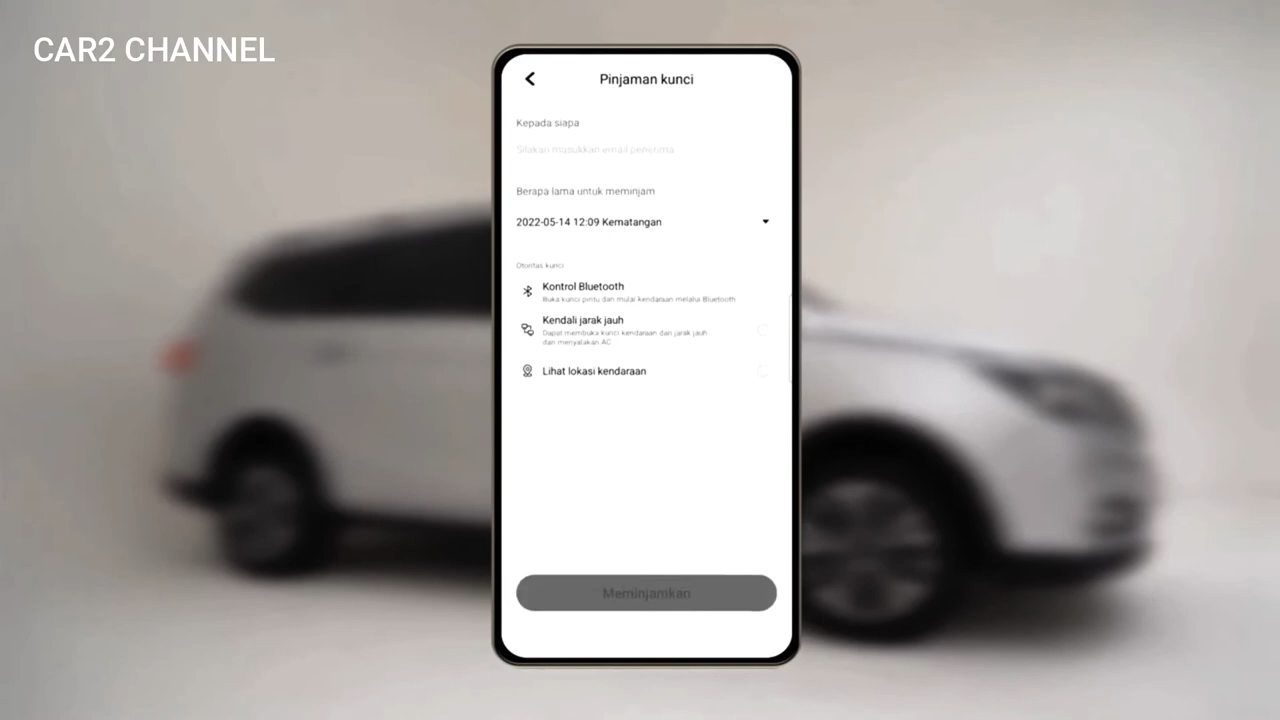 CAR2 CHANNEL
Pinjaman kunci
Kepada siapa
Silakan masukkan email penerima
Berapa lama untuk meminjam
2022-05-14 12:09 Kematangan
Otoritas kunci
Kontrol Bluetooth
Buka kunci pintu dan mulai kendaraan melalui Bluetooth
Kendali jarak jauh
Dapat membuka kunci kendaraan dari jarak jauh
dan menyalakan AC
Lihat lokasi kendaraan
Meminjamkan